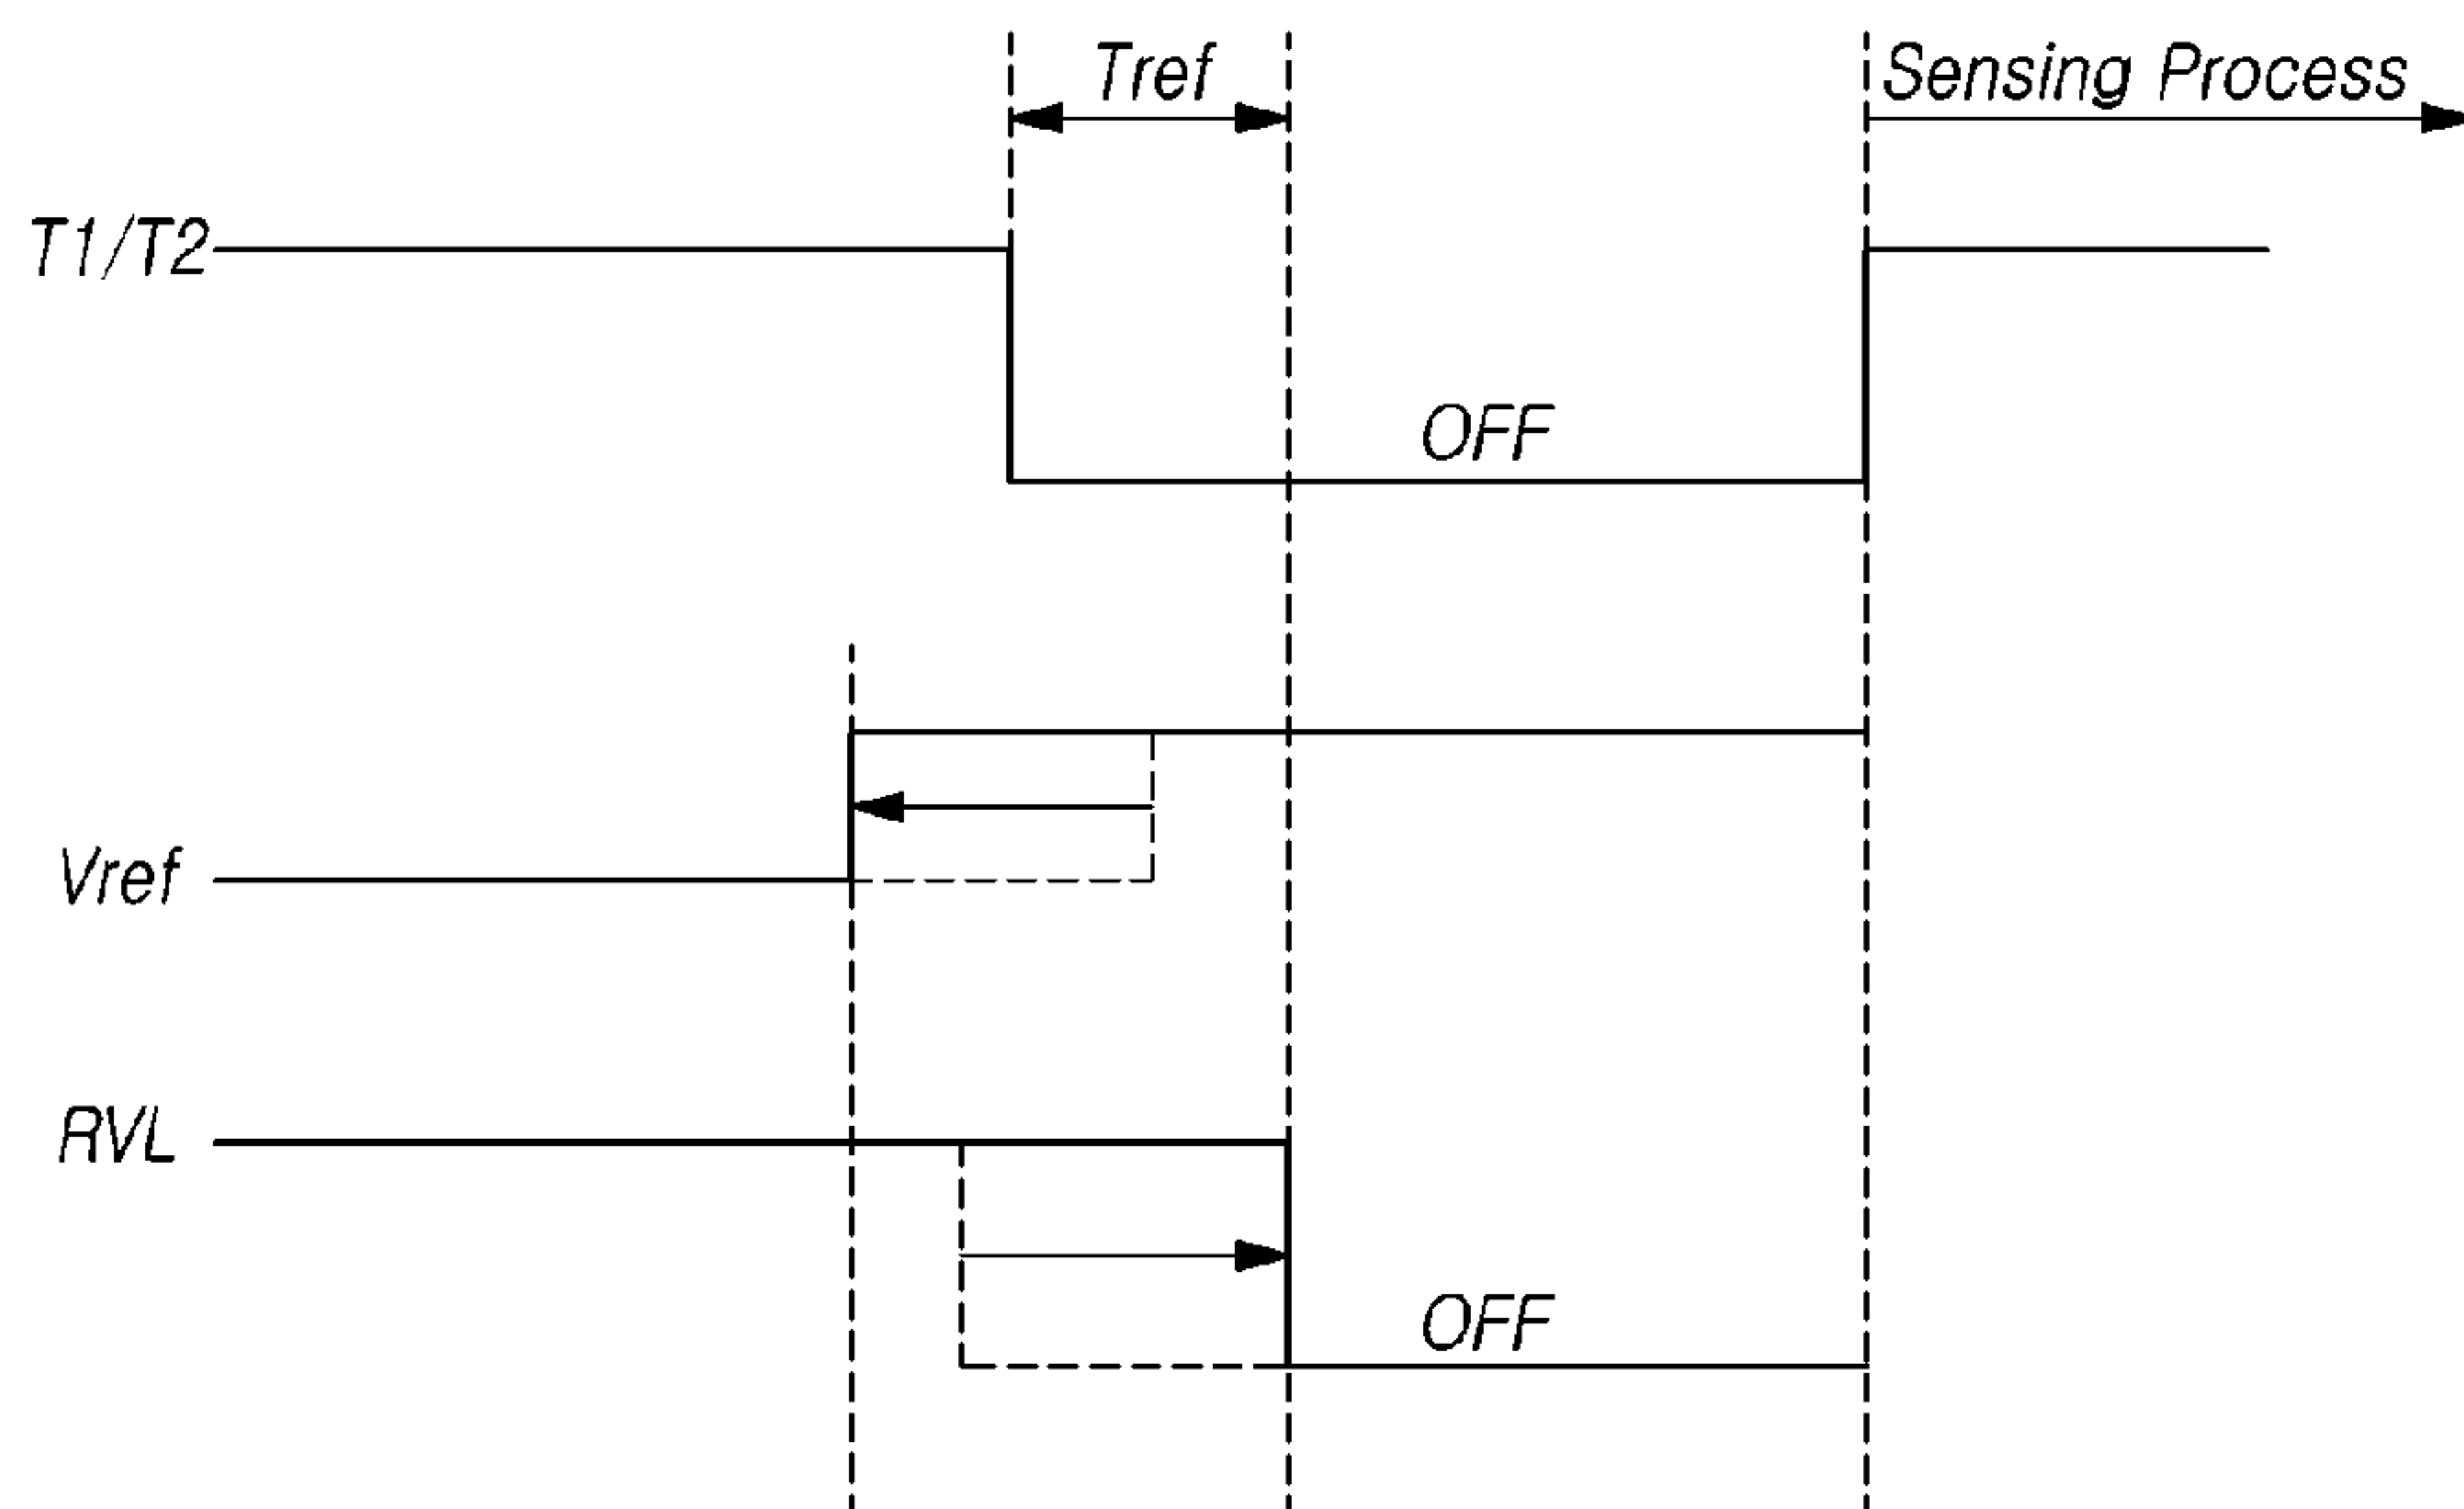 Tref
Sensing Process
T1/T2
OFF
Vref
RVL
OFF